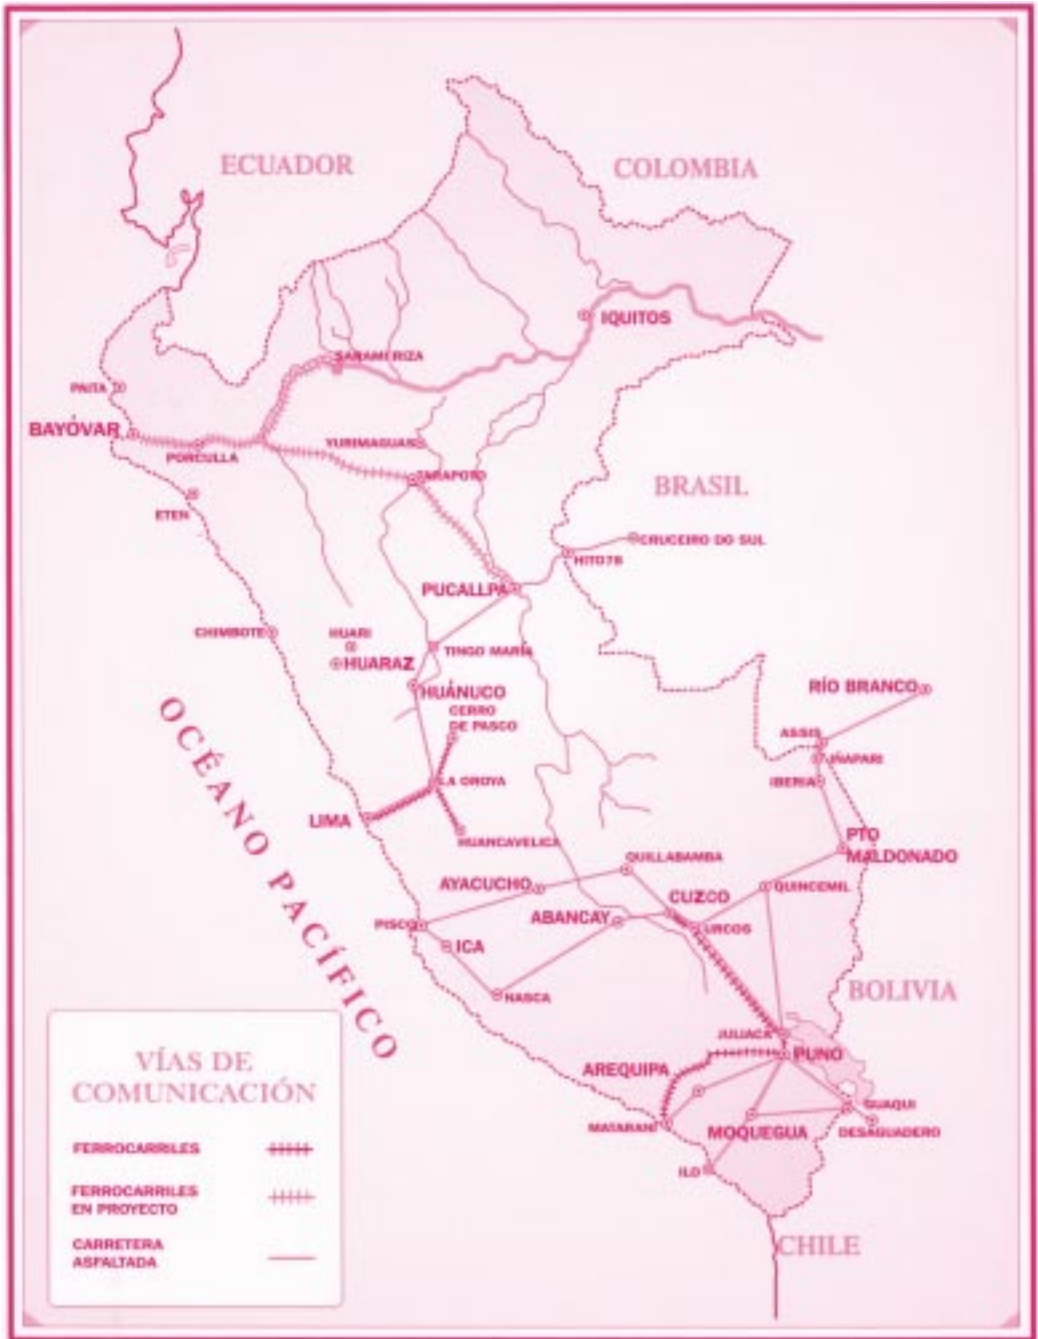 ECUADOR
COLOMBIA
IQUITOS
SARAMERIZA
PAITA
BAYÓVAR
PORCULLA
YURIMAGUAS
TARAPOTO
ETEN
BRASIL
CRUCEIRO DO SUL
HITO78
PUCALLPA
CHIMBOTE
HUARI
HUARAZ
TINGO MARÍA
HUÁNUCO
CERRO
DE PASCO
RÍO BRANCO
ASSIS
IÑAPARI
IBERIA
LA OROYA
LIMA
HUANCAVELICA
PTO
MALDONADO
OCÉANO PACÍFICO
QUILLABAMBA
AYACUCHO
CUZCO
QUINCEMIL
ABANCAY
URCOS
PISCO
ICA
NASCA
BOLIVIA
JULIACA
PUNO
AREQUIPA
GUAQUI
MATARANI
MOQUEGUA
DESAGUADERO
ILO
CHILE
VÍAS DE
COMUNICACIÓN
FERROCARRILES
FERROCARRILES
EN PROYECTO
CARRETERA
ASFALTADA